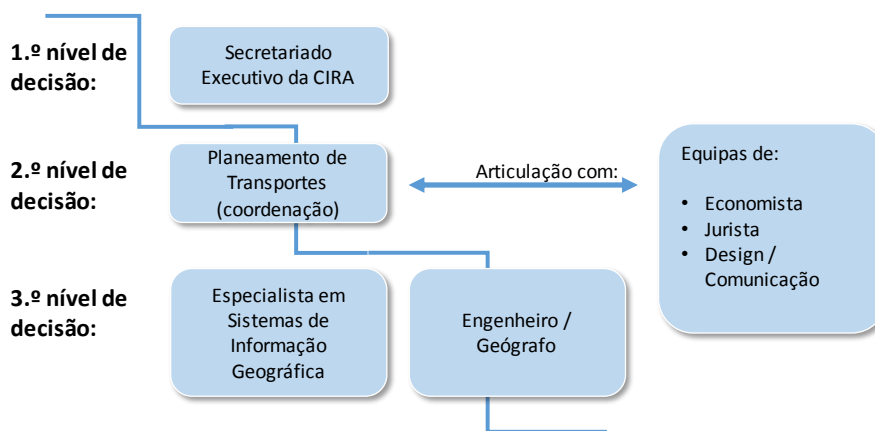 1.º nível de
decisão:
Secretariado
Executivo da CIRA
2.º nível de
decisão:
Planeamento de
Transportes
(coordenação)
Articulação com:
Equipas de:
• Economista
• Jurista
• Design /
Comunicação
3.º nível de
decisão:
Especialista em
Sistemas de
Informação
Geográfica
Engenheiro /
Geógrafo